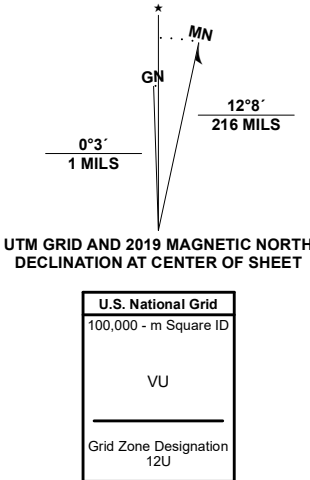 ★
MN
GN
12°8´
216 MILS
0°3´
1 MILS
UTM GRID AND 2019 MAGNETIC NORTH
DECLINATION AT CENTER OF SHEET
U.S. National Grid
100,000 - m Square ID
VU
Grid Zone Designation
12U